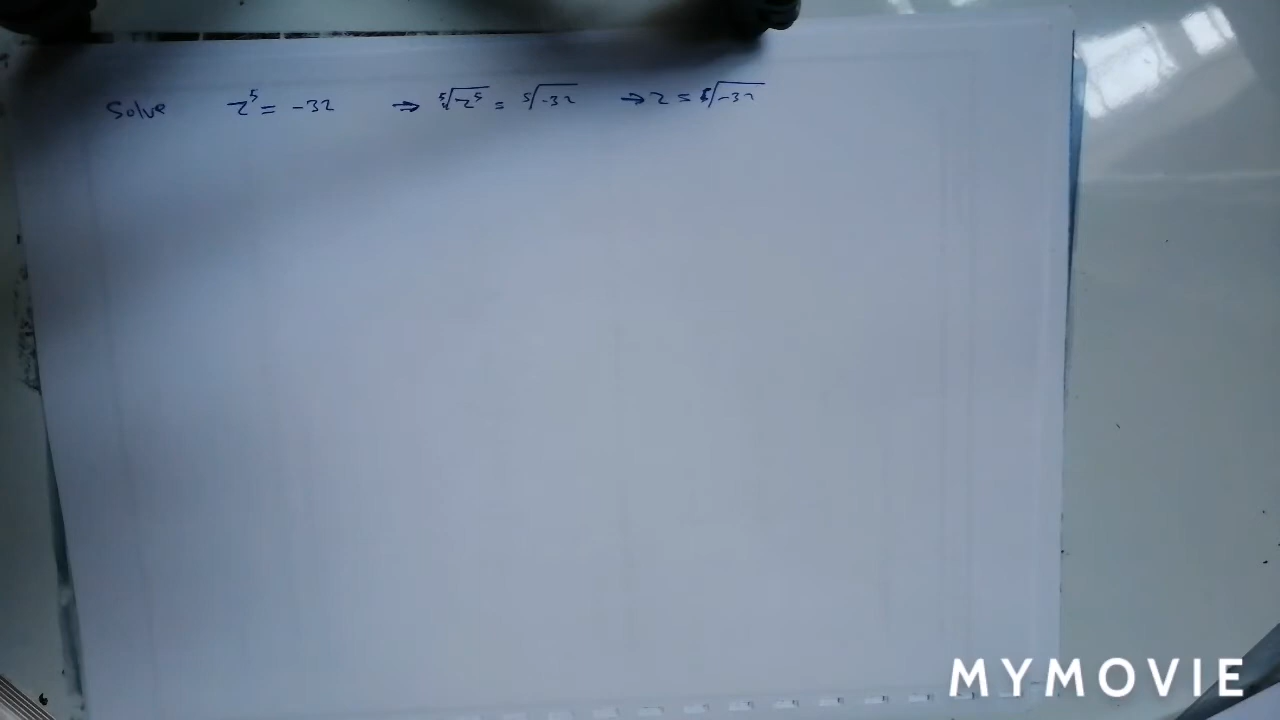 Solve z⁵ = -32 ⇒ ⁵√z⁵ = ⁵√-32 ⇒ z = ⁵√-32
MYMOVIE